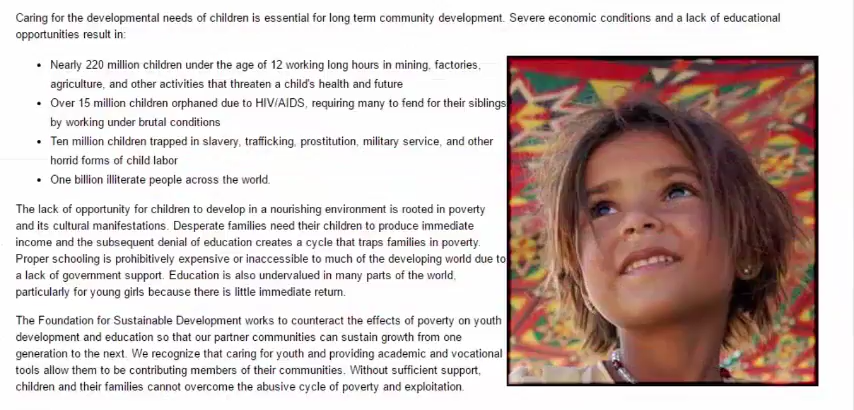 Caring for the developmental needs of children is essential for long term community development. Severe economic conditions and a lack of educational
opportunities result in:
• Nearly 220 million children under the age of 12 working long hours in mining, factories,
agriculture, and other activities that threaten a child's health and future
• Over 15 million children orphaned due to HIV/AIDS, requiring many to fend for their siblings
by working under brutal conditions
• Ten million children trapped in slavery, trafficking, prostitution, military service, and other
horrid forms of child labor
• One billion illiterate people across the world.
The lack of opportunity for children to develop in a nourishing environment is rooted in poverty
and its cultural manifestations. Desperate families need their children to produce immediate
income and the subsequent denial of education creates a cycle that traps families in poverty.
Proper schooling is prohibitively expensive or inaccessible to much of the developing world due to
a lack of government support. Education is also undervalued in many parts of the world,
particularly for young girls because there is little immediate return.
The Foundation for Sustainable Development works to counteract the effects of poverty on youth
development and education so that our partner communities can sustain growth from one
generation to the next. We recognize that caring for youth and providing academic and vocational
tools allow them to be contributing members of their communities. Without sufficient support,
children and their families cannot overcome the abusive cycle of poverty and exploitation.